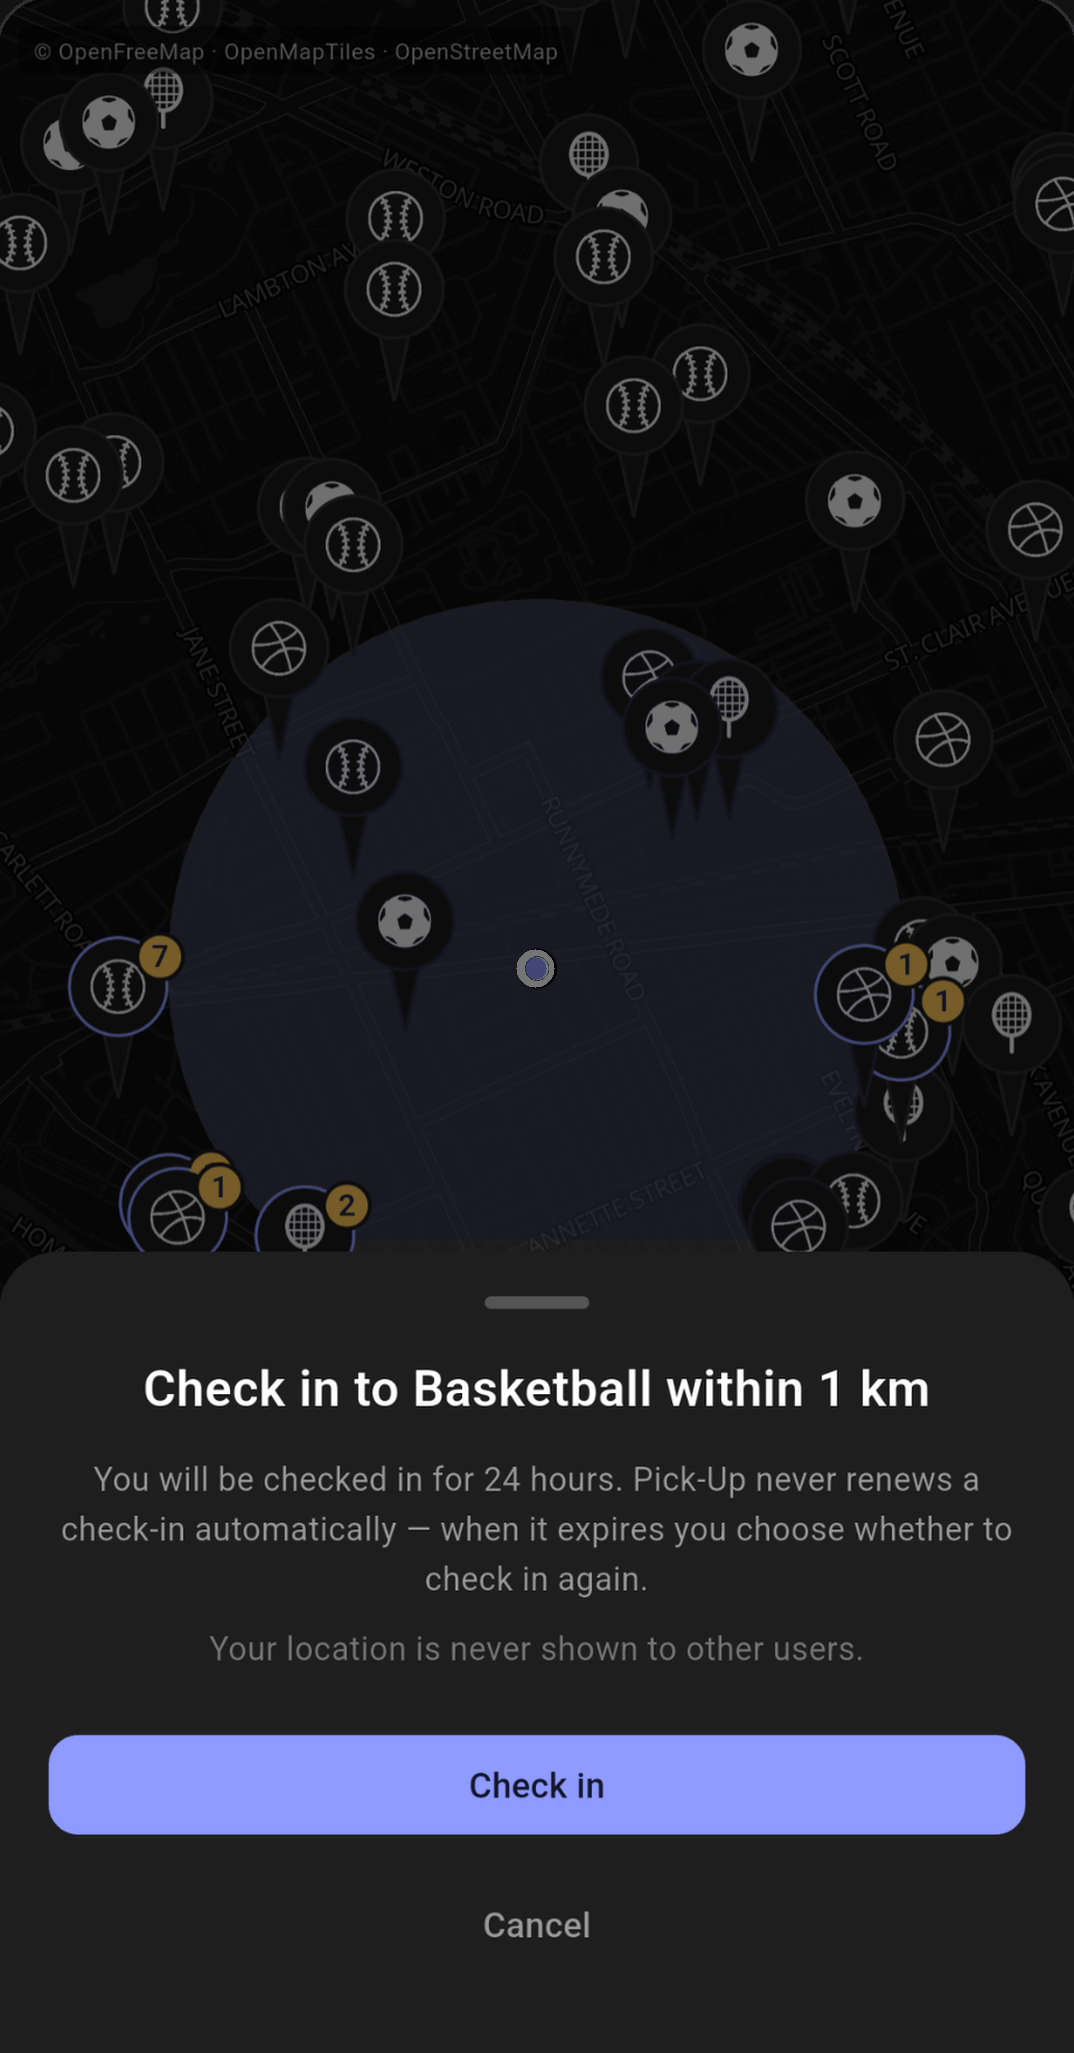 © OpenFreeMap · OpenMapTiles · OpenStreetMap
SCOTT ROAD
WESTON ROAD
LAMBTON AV
ST. CLAIR AVENUE
JANE STREET
RUNNYMEDE ROAD
7
1
1
1
2
ANNETTE STREET
Check in to Basketball within 1 km
You will be checked in for 24 hours. Pick-Up never renews a
check-in automatically — when it expires you choose whether to
check in again.
Your location is never shown to other users.
Check in
Cancel